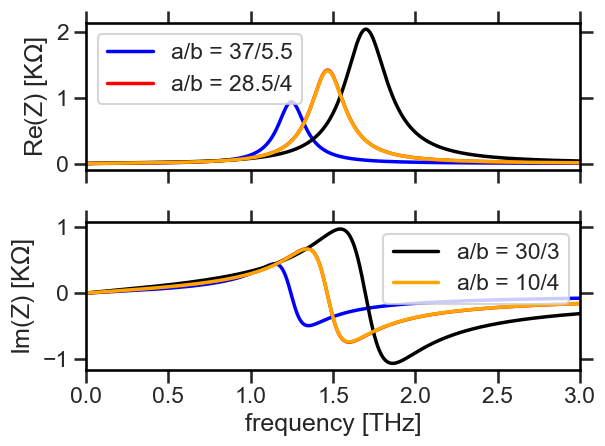 2
1
0
Re(Z) [KΩ]
a/b = 37/5.5
a/b = 28.5/4
1
0
−1
Im(Z) [KΩ]
a/b = 30/3
a/b = 10/4
0.0 0.5 1.0 1.5 2.0 2.5 3.0
frequency [THz]